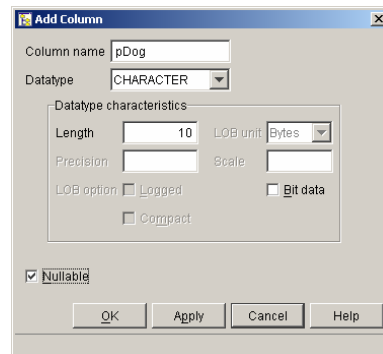 Add Column
Column name pDog
Datatype CHARACTER
Datatype characteristics
Length 10 LOB unit Bytes
Precision Scale
LOB option Logged Bit data
Compact
Nullable
OK Apply Cancel Help